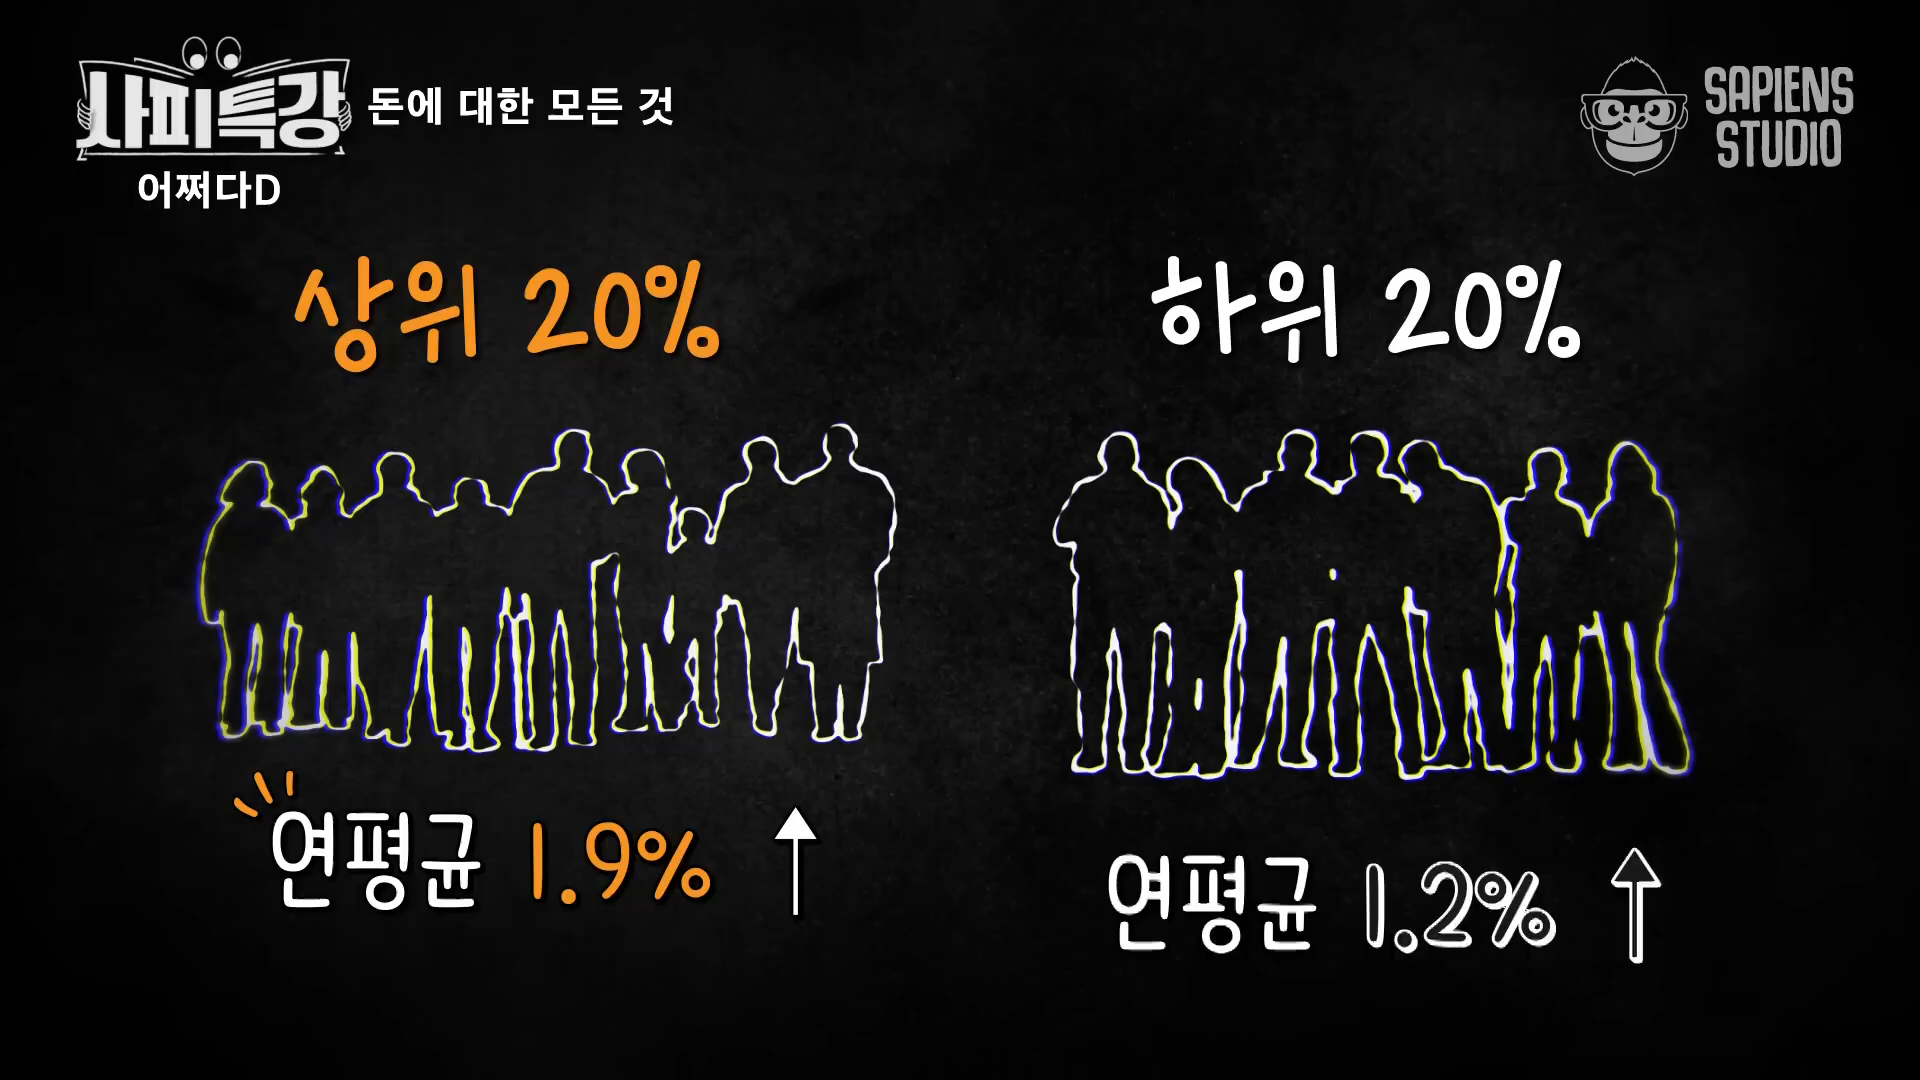 사피특강 돈에 대한 모든 것
어쩌다D
SAPIENS
STUDIO
상위 20%
하위 20%
연평균 1.9%
연평균 1.2%